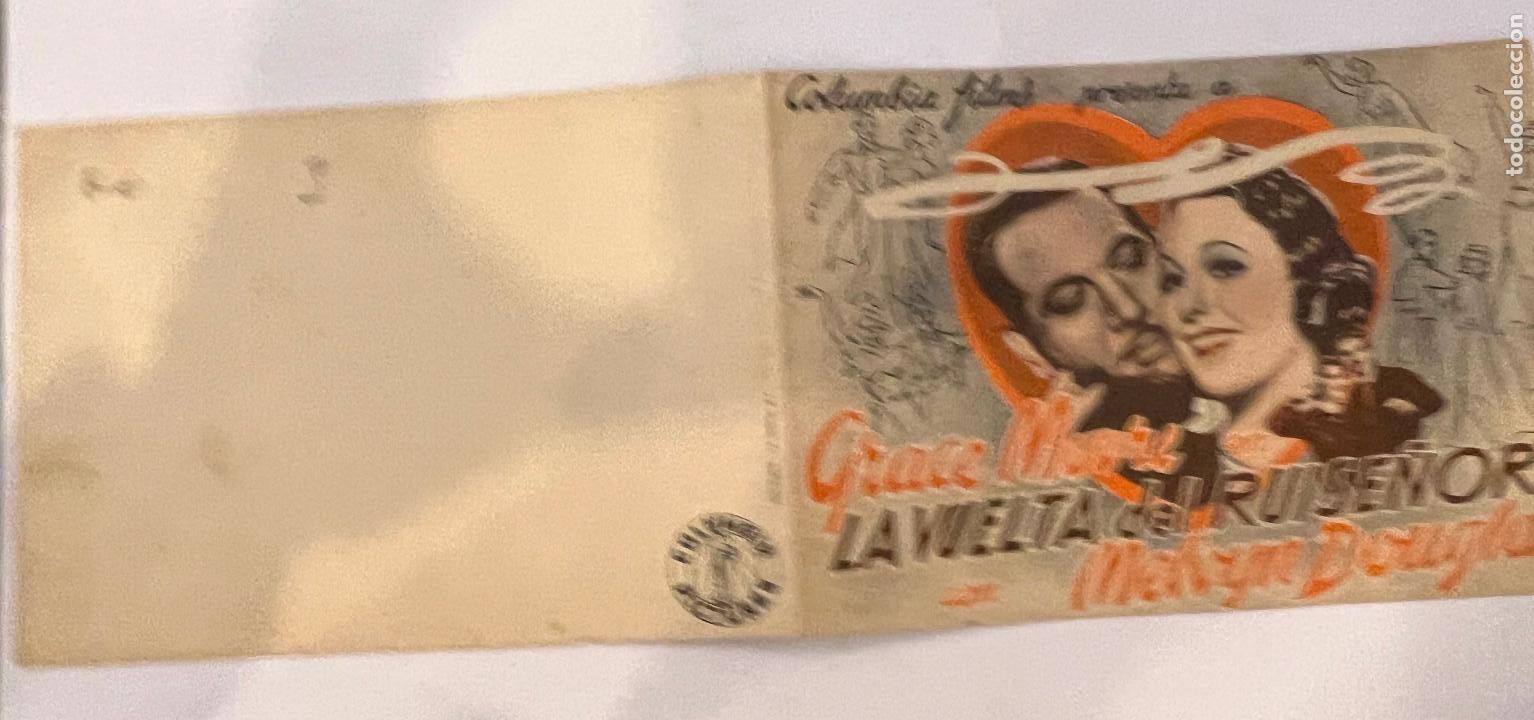 Columbia films presenta a
Grace Moore
LA VUELTA del RUISEÑOR
Melvyn Douglas
todocoleccion